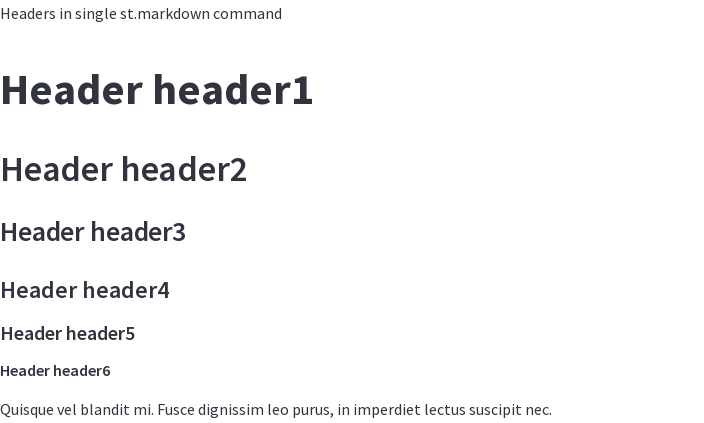 Headers in single st.markdown command
Header header1
Header header2
Header header3
Header header4
Header header5
Header header6
Quisque vel blandit mi. Fusce dignissim leo purus, in imperdiet lectus suscipit nec.